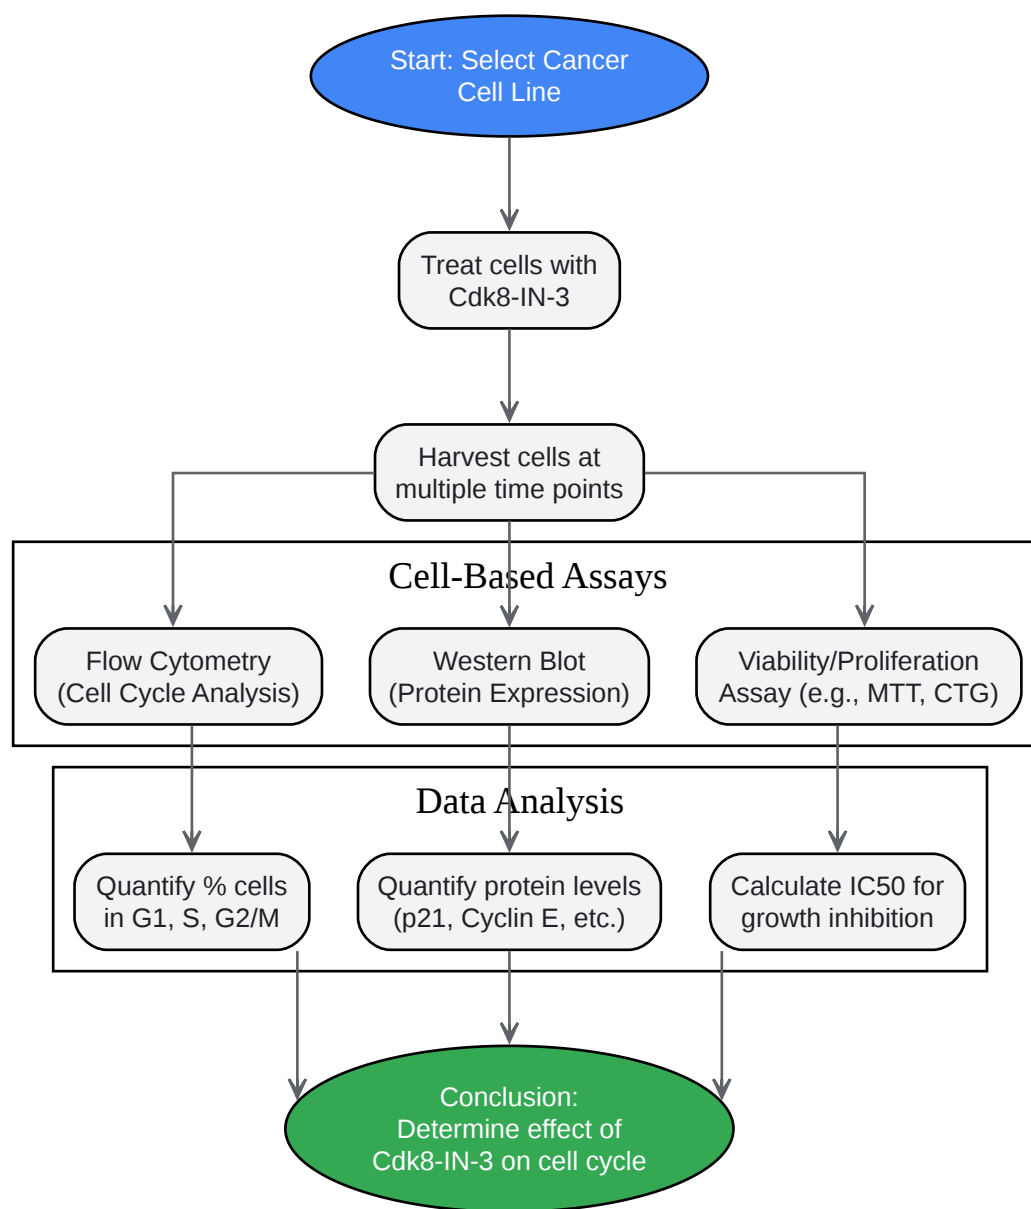 Start: Select Cancer
Cell Line
Treat cells with
Cdk8-IN-3
Harvest cells at
multiple time points
Cell-Based Assays
Flow Cytometry
(Cell Cycle Analysis)
Western Blot
(Protein Expression)
Viability/Proliferation
Assay (e.g., MTT, CTG)
Data Analysis
Quantify % cells
in G1, S, G2/M
Quantify protein levels
(p21, Cyclin E, etc.)
Calculate IC50 for
growth inhibition
Conclusion:
Determine effect of
Cdk8-IN-3 on cell cycle